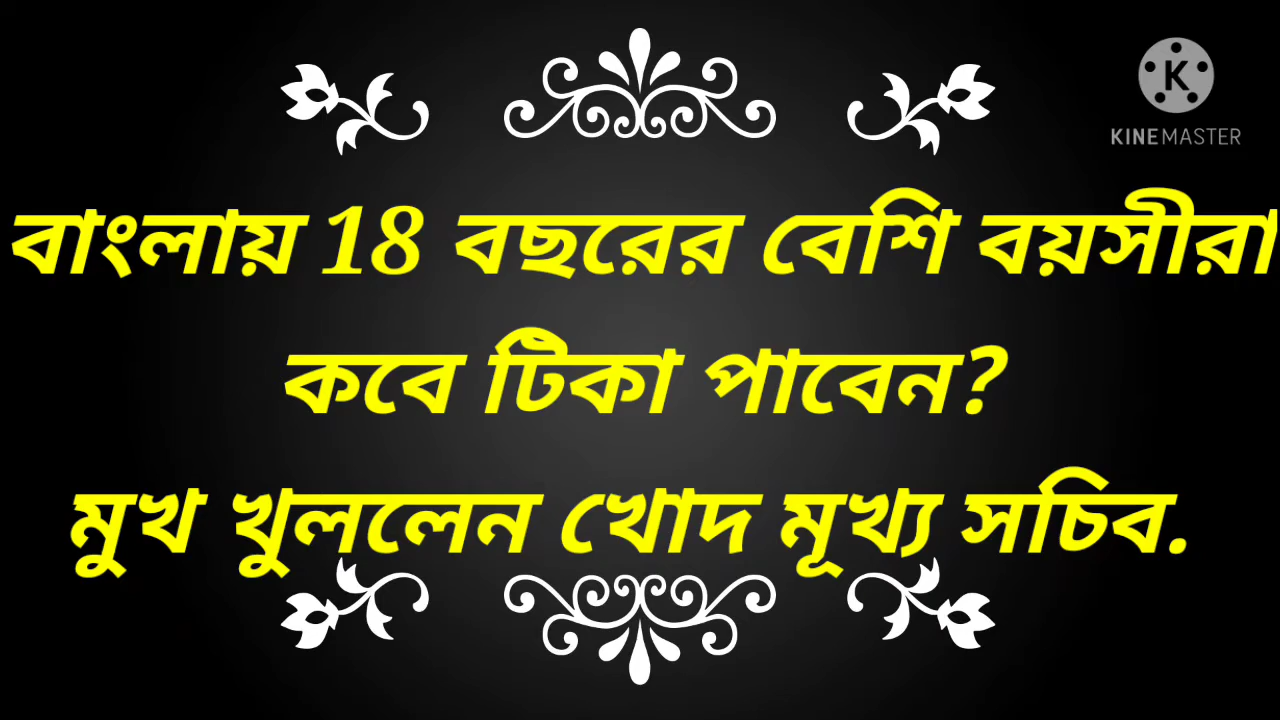 KINEMASTER
বাংলায় 18 বছরের বেশি বয়সীরা
কবে টিকা পাবেন?
মুখ খুললেন খোদ মূখ্য সচিব.